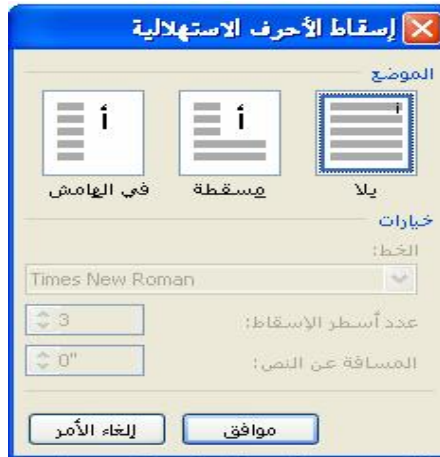 إسقاط الأحرف الاستهلالية
الموضع
أ أ أ
بلا مسقطة في الهامش
خيارات
الخط:
Times New Roman
عدد أسطر الإسقاط: 3
المسافة عن النص: 0"
موافق إلغاء الأمر